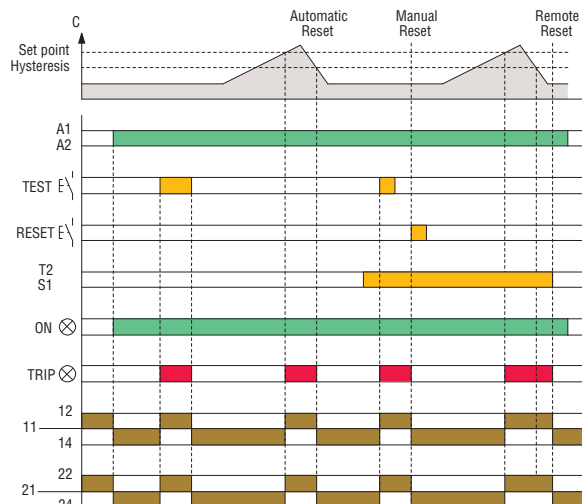 C
Automatic
Reset
Manual
Reset
Remote
Reset
Set point
Hysteresis
A1
A2
TEST
RESET
T2
S1
ON
TRIP
12
11
14
22
21
24